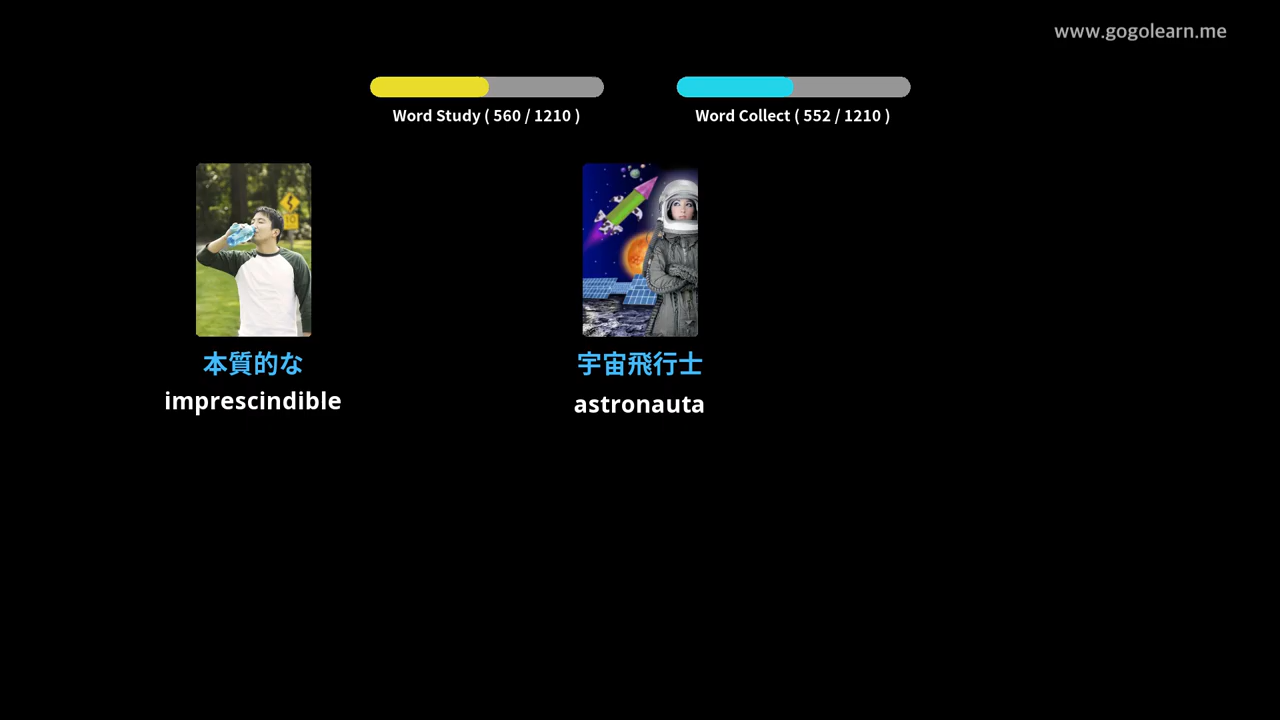 www.gogolearn.me
Word Study ( 560 / 1210 )
Word Collect ( 552 / 1210 )
本質的な
imprescindible
宇宙飛行士
astronauta